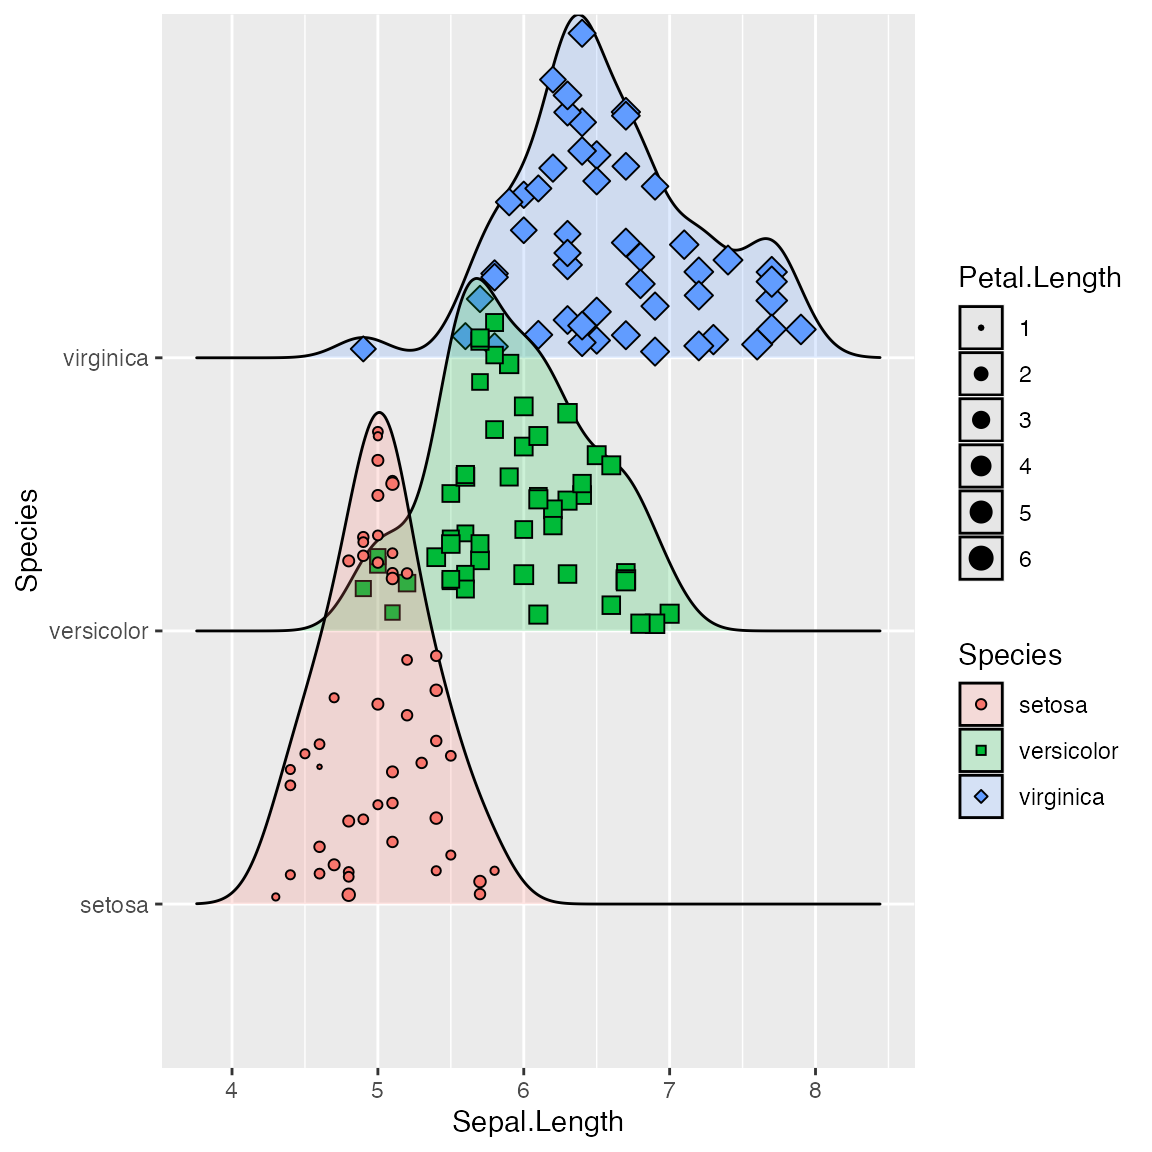 virginica
versicolor
setosa
Species
4 5 6 7 8
Sepal.Length
Petal.Length
1
2
3
4
5
6
Species
setosa
versicolor
virginica